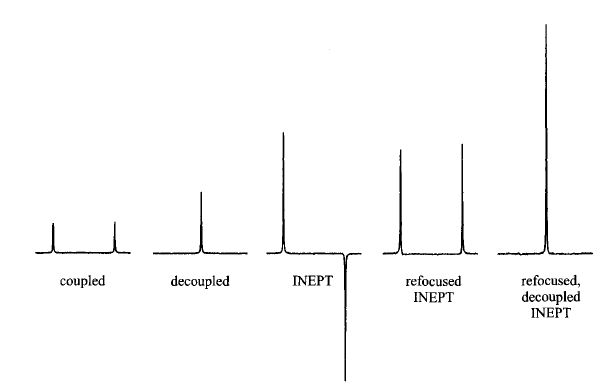 coupled
decoupled
INEPT
refocused
INEPT
refocused,
decoupled
INEPT